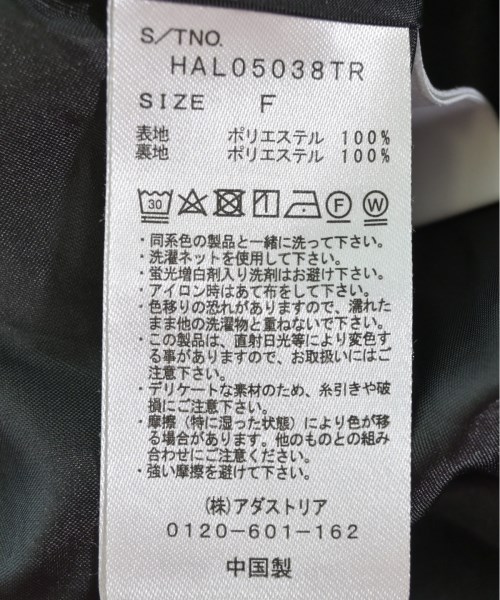 S/TNO.
HAL05038TR
SIZE F
表地 ポリエステル 100%
裏地 ポリエステル 100%
30 F W
・同系色の製品と一緒に洗って下さい。
・洗濯ネットを使用して下さい。
・蛍光増白剤入り洗剤はお避け下さい。
・アイロン時はあて布をして下さい。
・色移りの恐れがありますので、濡れた
まま他の洗濯物と重ねないで下さい。
・この製品は、直射日光等により変色す
る事がありますので、お取扱いにはご
注意下さい。
・デリケートな素材のため、糸引きや破
損にご注意下さい。
・摩擦（特に湿った状態）により色が移
る場合があります。他のものとの組み
合わせにご注意ください。
・強い摩擦を避けて下さい。
(株)アダストリア
0120-601-162
中国製